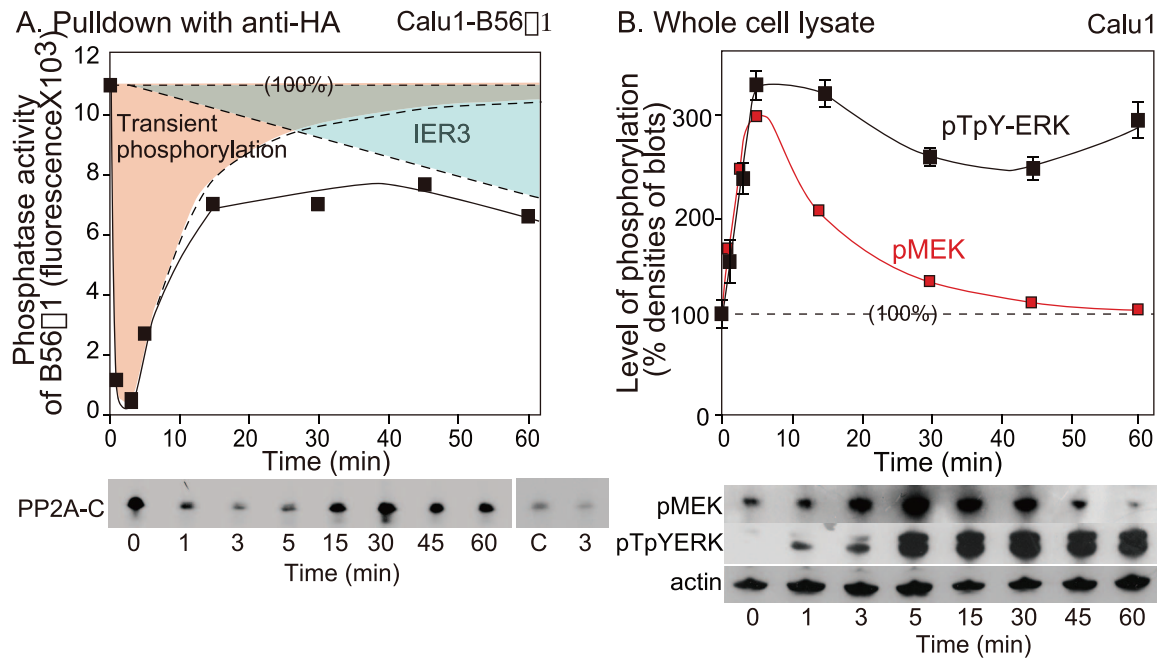 A. Pulldown with anti-HA
Calu1-B56□1
Phosphatase activity
of B56□1 (fluorescenceX10³)
12
10
8
6
4
2
0
(100%)
Transient
phosphorylation
IER3
0
10
20
30
40
50
60
Time (min)
PP2A-C
0 1 3 5 15 30 45 60 C 3
Time (min)
B. Whole cell lysate
Calu1
Level of phosphorylation
(% densities of blots)
300
200
100
0
pTpY-ERK
pMEK
(100%)
0
10
20
30
40
50
60
Time (min)
pMEK
pTpYERK
actin
0 1 3 5 15 30 45 60
Time (min)